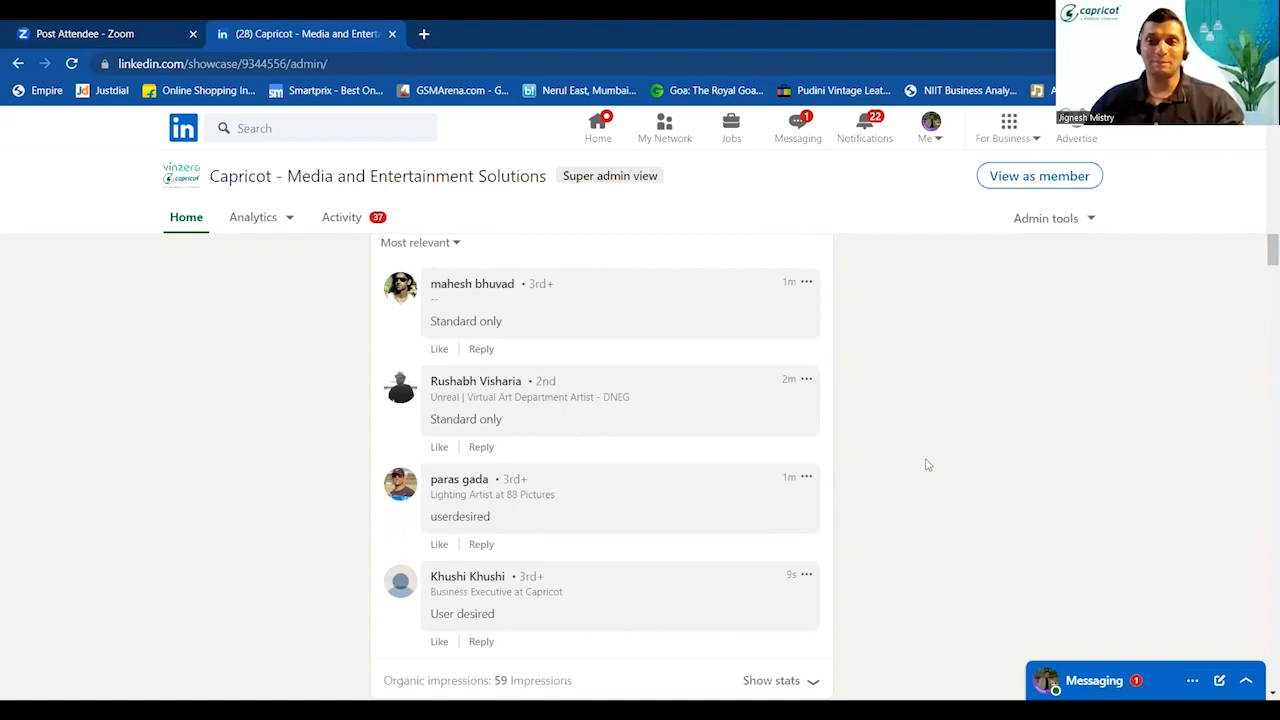 Post Attendee - Zoom
(28) Capricot - Media and Enterta
linkedin.com/showcase/9344556/admin/
Empire
Justdial
Online Shopping In...
Smartprix - Best On...
GSMArena.com - G...
Nerul East, Mumbai...
Goa: The Royal Goa...
Pudini Vintage Leat...
NIIT Business Analy...
A
capricot
Jignesh Mistry
Search
Home
My Network
Jobs
1
Messaging
22
Notifications
Me
For Business
Advertise
vinzero
capricot
Capricot - Media and Entertainment Solutions
Super admin view
View as member
Home
Analytics
Activity 37
Admin tools
Most relevant
mahesh bhuvad • 3rd+
1m
--
Standard only
Like
Reply
Rushabh Visharia • 2nd
2m
Unreal | Virtual Art Department Artist - DNEG
Standard only
Like
Reply
paras gada • 3rd+
1m
Lighting Artist at 88 Pictures
userdesired
Like
Reply
Khushi Khushi • 3rd+
9s
Business Executive at Capricot
User desired
Like
Reply
Organic impressions: 59 Impressions
Show stats
Messaging 1